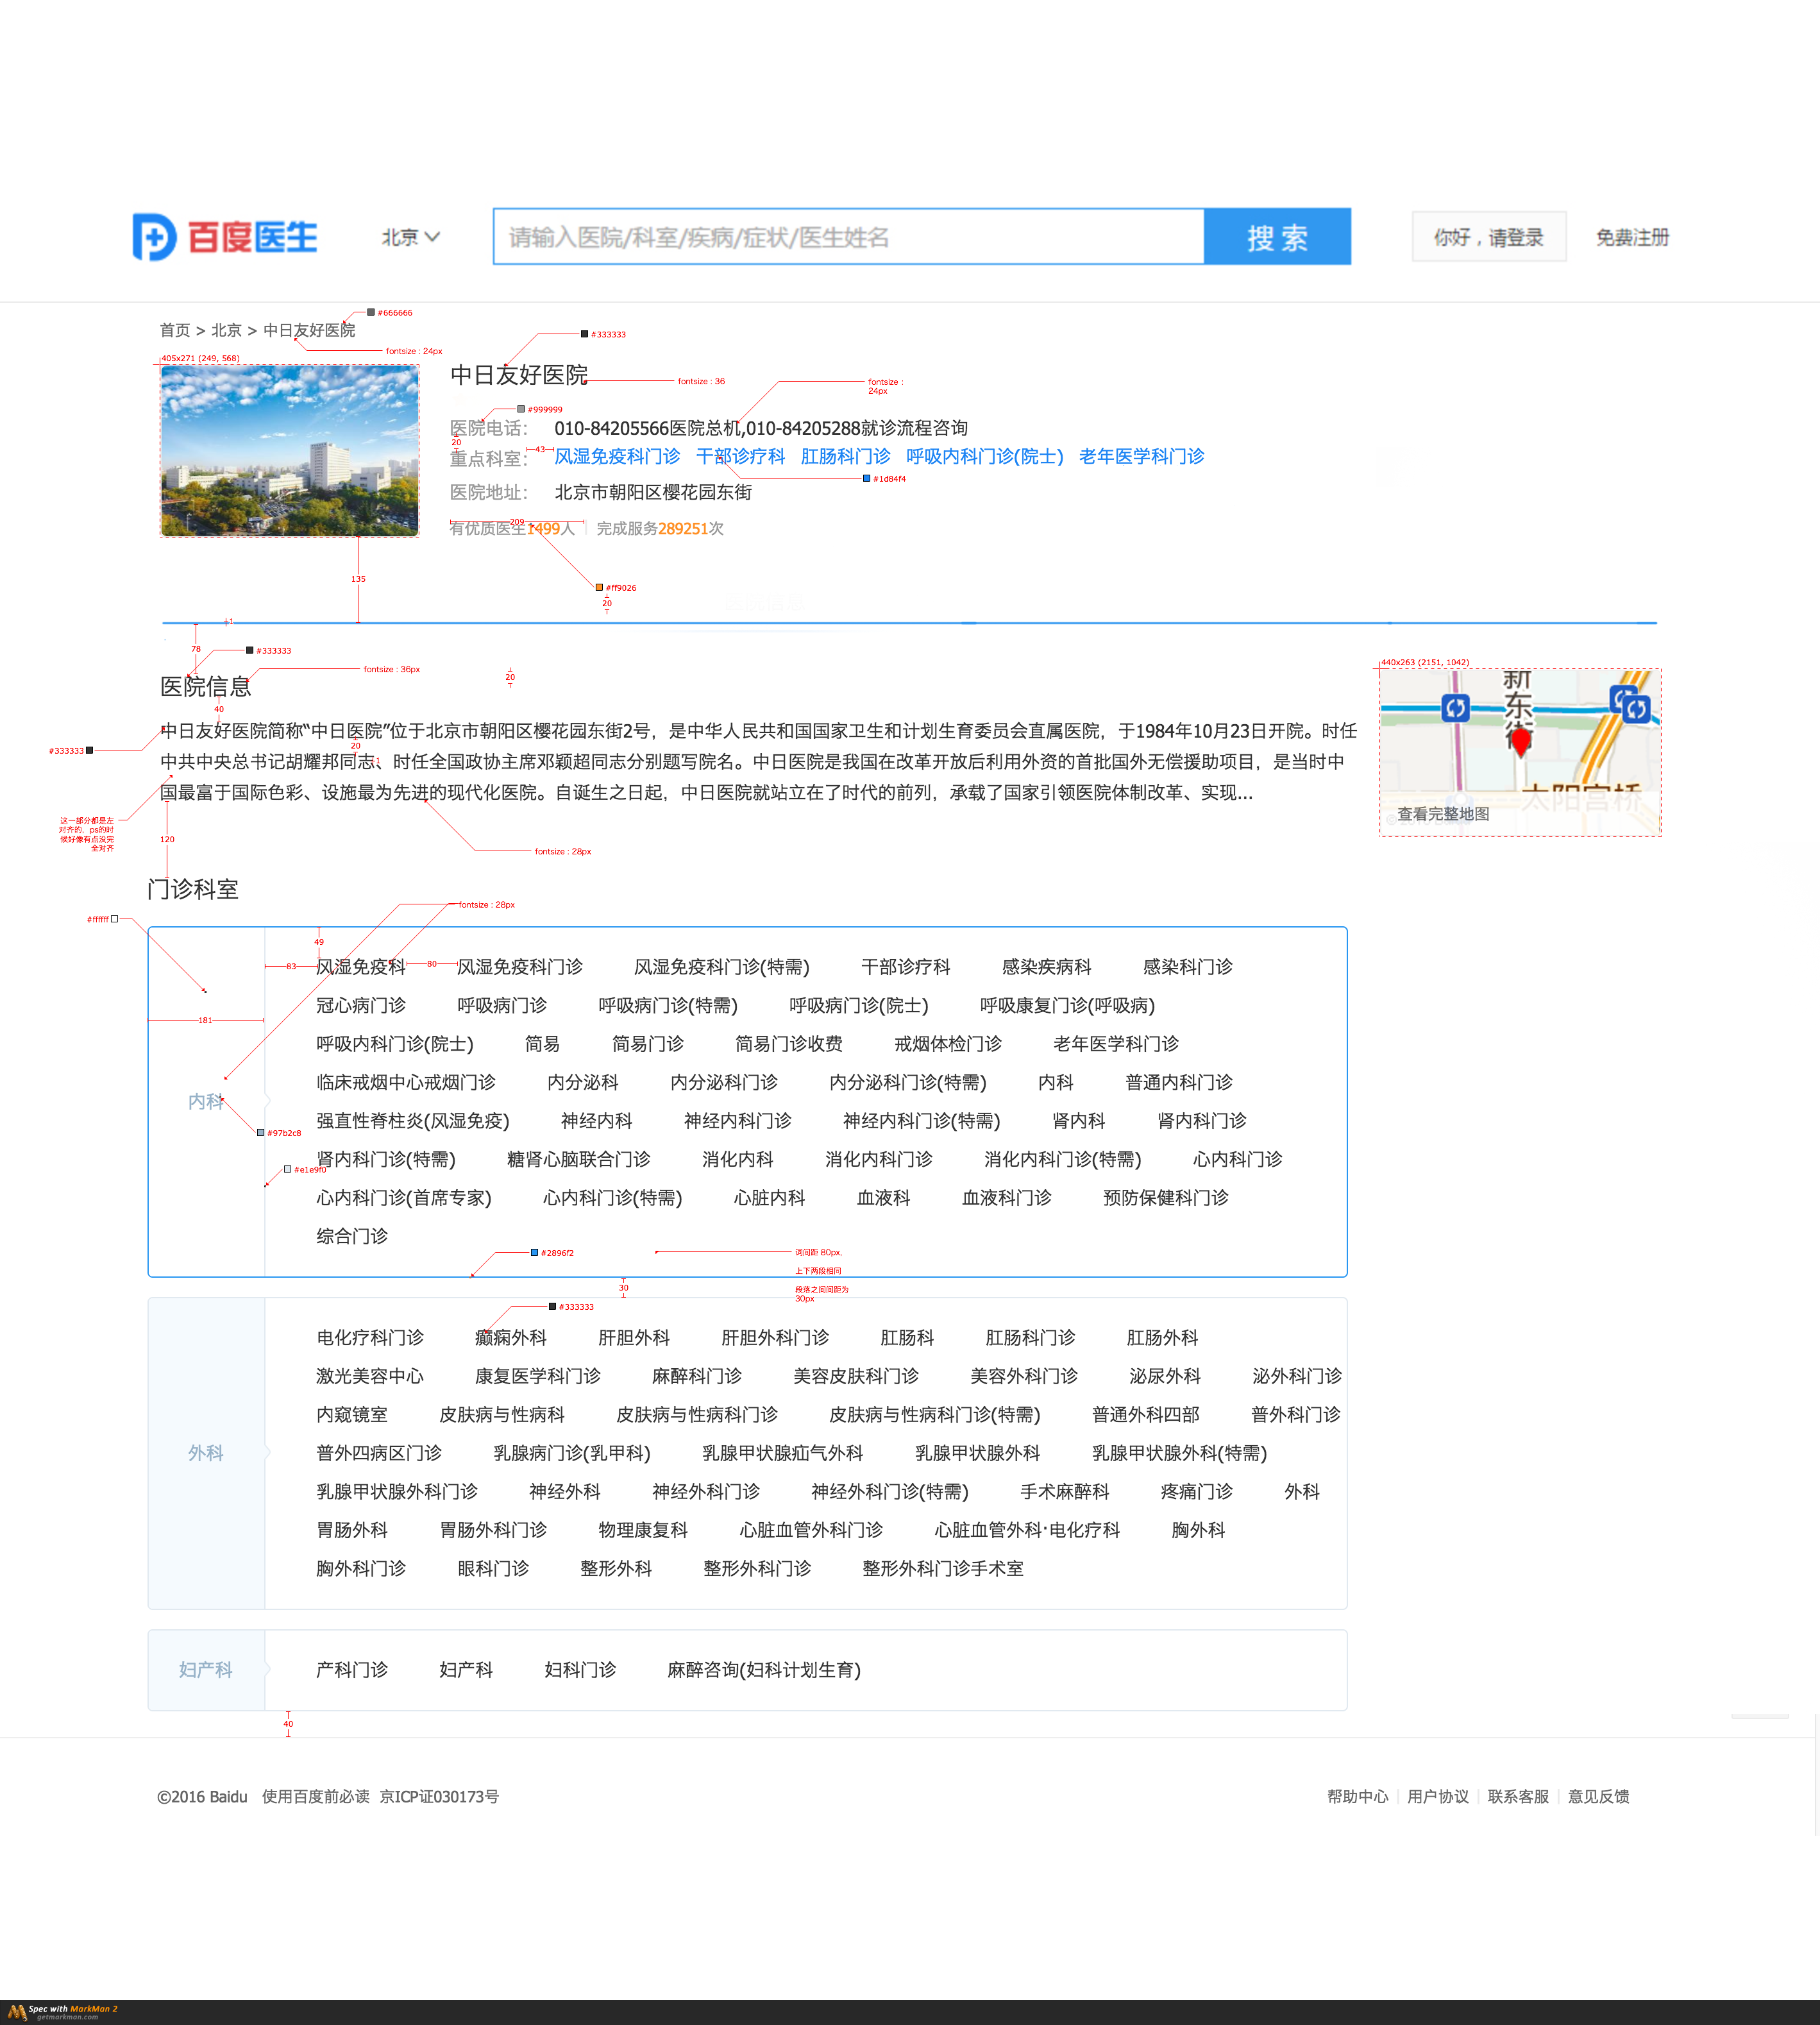 百度医生
北京
请输入医院/科室/疾病/症状/医生姓名
搜 索
你好，请登录
免费注册
#666666
首页 > 北京 > 中日友好医院
#333333
fontsize : 24px
405x271 (249, 568)
中日友好医院
fontsize : 36
fontsize :
24px
#999999
医院电话： 010-84205566医院总机,010-84205288就诊流程咨询
20
43
重点科室： 风湿免疫科门诊 干部诊疗科 肛肠科门诊 呼吸内科门诊(院士) 老年医学科门诊
#1d84f4
医院地址： 北京市朝阳区樱花园东街
209
有优质医生1499人 完成服务289251次
135
#ff9026
20
1
78
#333333
fontsize : 36px
20
440x263 (2151, 1042)
医院信息
40
中日友好医院简称“中日医院”位于北京市朝阳区樱花园东街2号，是中华人民共和国国家卫生和计划生育委员会直属医院，于1984年10月23日开院。时任
#333333
20
中共中央总书记胡耀邦同志、时任全国政协主席邓颖超同志分别题写院名。中日医院是我国在改革开放后利用外资的首批国外无偿援助项目，是当时中
1
国最富于国际色彩、设施最为先进的现代化医院。自诞生之日起，中日医院就站立在了时代的前列，承载了国家引领医院体制改革、实现...
新东街
太阳宫桥
查看完整地图
这一部分都是左
对齐的，ps的时
候好像有点没完
全对齐
120
fontsize : 28px
门诊科室
fontsize : 28px
#ffffff
49
83
80
181
风湿免疫科 风湿免疫科门诊 风湿免疫科门诊(特需) 干部诊疗科 感染疾病科 感染科门诊
冠心病门诊 呼吸病门诊 呼吸病门诊(特需) 呼吸病门诊(院士) 呼吸康复门诊(呼吸病)
呼吸内科门诊(院士) 简易 简易门诊 简易门诊收费 戒烟体检门诊 老年医学科门诊
临床戒烟中心戒烟门诊 内分泌科 内分泌科门诊 内分泌科门诊(特需) 内科 普通内科门诊
内科
强直性脊柱炎(风湿免疫) 神经内科 神经内科门诊 神经内科门诊(特需) 肾内科 肾内科门诊
#97b2c8
肾内科门诊(特需) 糖肾心脑联合门诊 消化内科 消化内科门诊 消化内科门诊(特需) 心内科门诊
#e1e9f0
心内科门诊(首席专家) 心内科门诊(特需) 心脏内科 血液科 血液科门诊 预防保健科门诊
综合门诊
#2896f2
词间距 80px,
上下两段相同
段落之间间距为
30px
30
#333333
电化疗科门诊 癫痫外科 肝胆外科 肝胆外科门诊 肛肠科 肛肠科门诊 肛肠外科
激光美容中心 康复医学科门诊 麻醉科门诊 美容皮肤科门诊 美容外科门诊 泌尿外科 泌外科门诊
内窥镜室 皮肤病与性病科 皮肤病与性病科门诊 皮肤病与性病科门诊(特需) 普通外科四部 普外科门诊
外科
普外四病区门诊 乳腺病门诊(乳甲科) 乳腺甲状腺疝气外科 乳腺甲状腺外科 乳腺甲状腺外科(特需)
乳腺甲状腺外科门诊 神经外科 神经外科门诊 神经外科门诊(特需) 手术麻醉科 疼痛门诊 外科
胃肠外科 胃肠外科门诊 物理康复科 心脏血管外科门诊 心脏血管外科·电化疗科 胸外科
胸外科门诊 眼科门诊 整形外科 整形外科门诊 整形外科门诊手术室
妇产科
产科门诊 妇产科 妇科门诊 麻醉咨询(妇科计划生育)
40
©2016 Baidu 使用百度前必读 京ICP证030173号
帮助中心 用户协议 联系客服 意见反馈
Spec with MarkMan 2
getmarkman.com